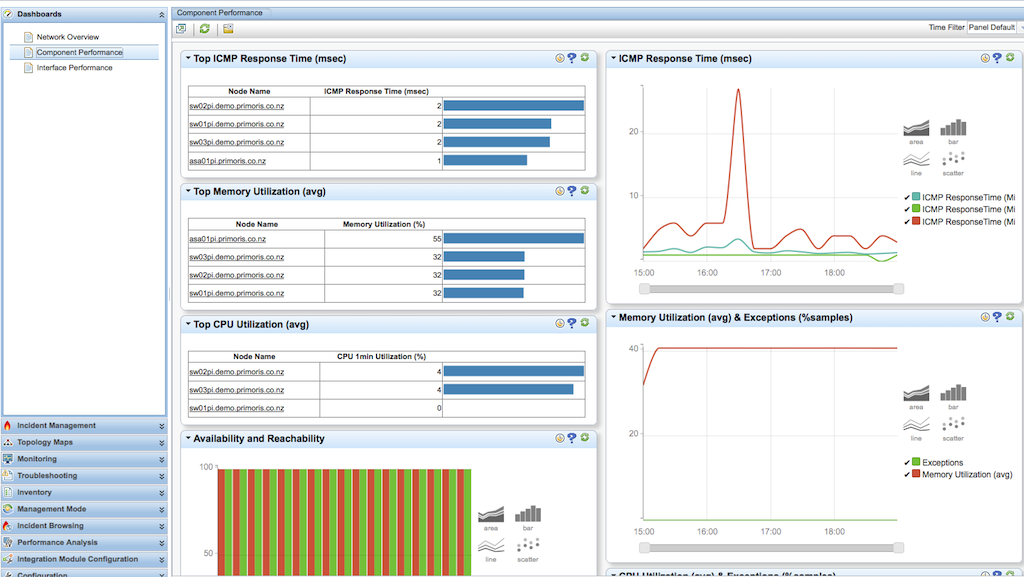 Dashboards
Network Overview
Component Performance
Interface Performance
Incident Management
Topology Maps
Monitoring
Troubleshooting
Inventory
Management Mode
Incident Browsing
Performance Analysis
Integration Module Configuration
Configuration
Component Performance
Time Filter Panel Default
Top ICMP Response Time (msec)
Node Name ICMP Response Time (msec)
sw02pi.demo.primoris.co.nz 2
sw01pi.demo.primoris.co.nz 2
sw03pi.demo.primoris.co.nz 2
asa01pi.primoris.co.nz 1
Top Memory Utilization (avg)
Node Name Memory Utilization (%)
asa01pi.primoris.co.nz 55
sw03pi.demo.primoris.co.nz 32
sw02pi.demo.primoris.co.nz 32
sw01pi.demo.primoris.co.nz 32
Top CPU Utilization (avg)
Node Name CPU 1min Utilization (%)
sw02pi.demo.primoris.co.nz 4
sw03pi.demo.primoris.co.nz 4
sw01pi.demo.primoris.co.nz 0
Availability and Reachability
100
50
area bar
line scatter
ICMP Response Time (msec)
20
10
15:00 16:00 17:00 18:00
area bar
line scatter
ICMP ResponseTime (Mi
ICMP ResponseTime (Mi
ICMP ResponseTime (Mi
Memory Utilization (avg) & Exceptions (%samples)
40
20
15:00 16:00 17:00 18:00
area bar
line scatter
Exceptions
Memory Utilization (avg)
CPU Utilization (avg) & Exceptions (%samples)